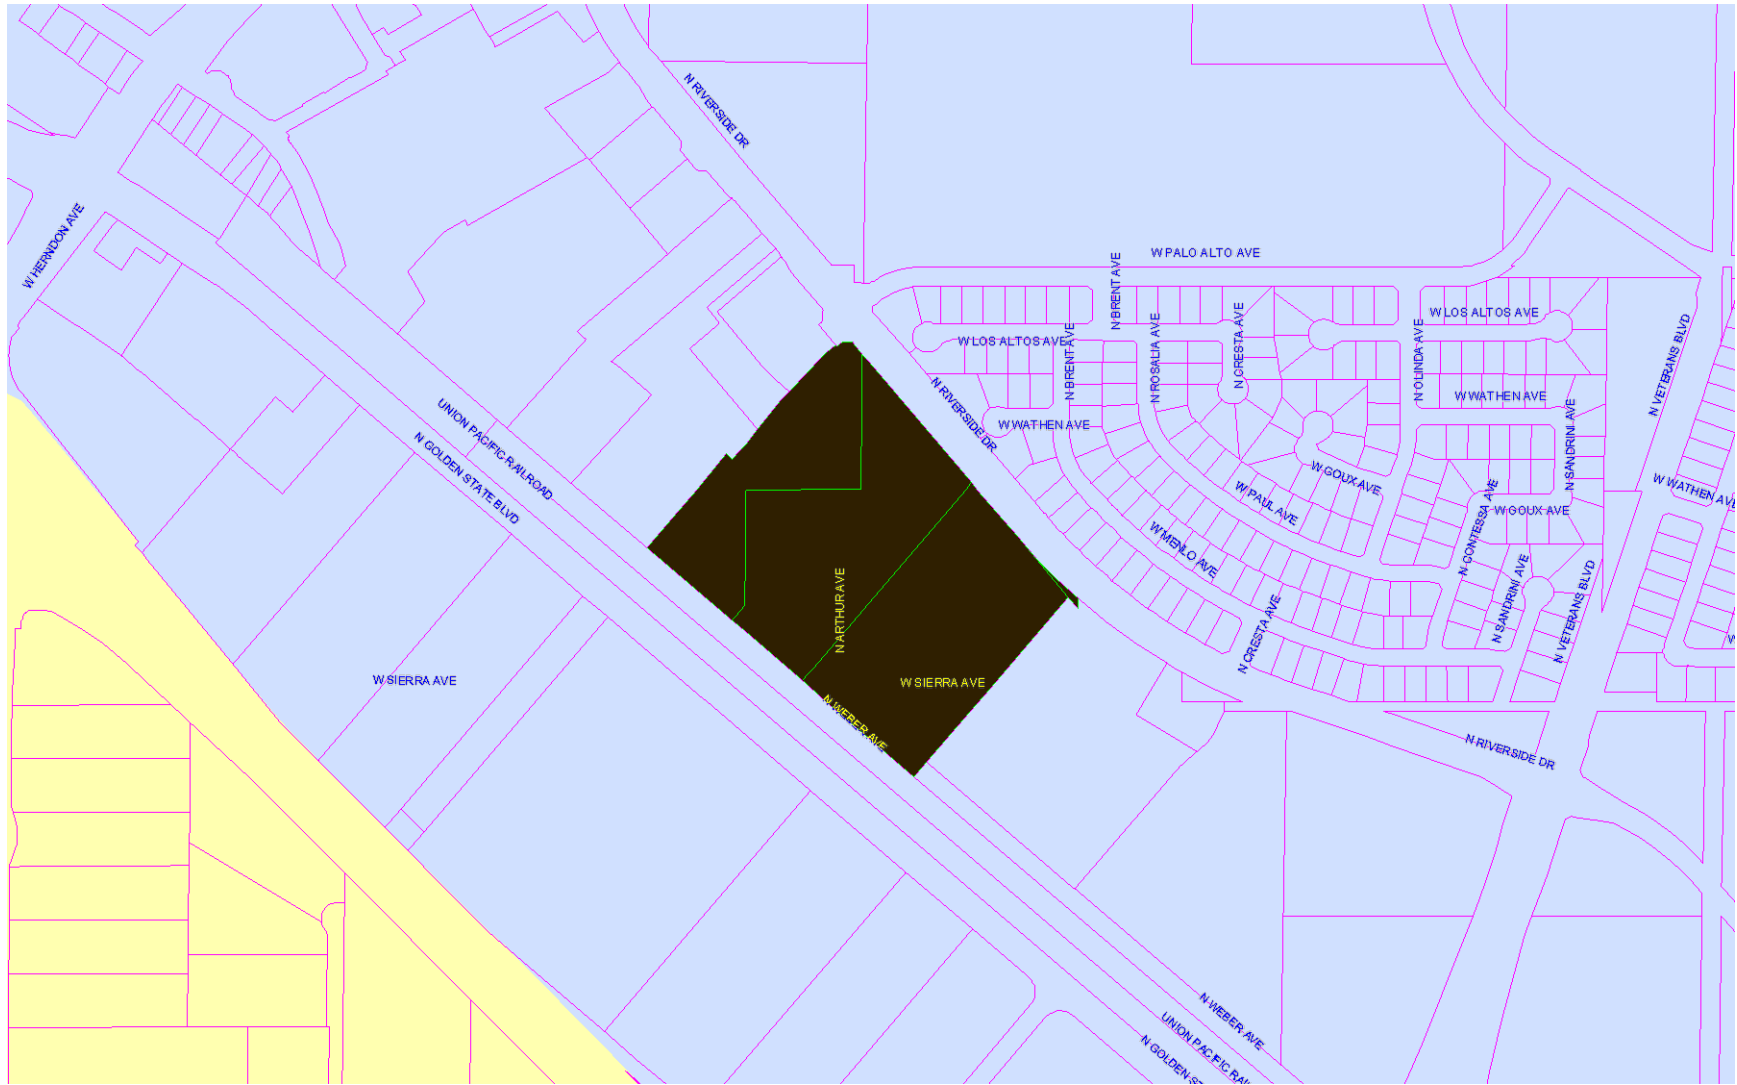 N RIVERSIDE DR
W HERNDON AVE
W PALO ALTO AVE
N BRENT AVE
W LOS ALTOS AVE
W LOS ALTOS AVE
N BRENT AVE
N ROSALIA AVE
N CRESTA AVE
N OLINDA AVE
N VETERANS BLVD
N RIVERSIDE DR
W WATHEN AVE
W WATHEN AVE
N SANDRINI AVE
UNION PACIFIC RAILROAD
N GOLDEN STATE BLVD
W GOUX AVE
W PAUL AVE
W WATHEN AVE
W GOUX AVE
N CONTESSA AVE
W MENLO AVE
N ARTHUR AVE
N SANDRINI AVE
N VETERANS BLVD
N CRESTA AVE
W
W SIERRA AVE
W SIERRA AVE
N WEBER AVE
N RIVERSIDE DR
N WEBER AVE
UNION PACIFIC RAI
N GOLDEN ST